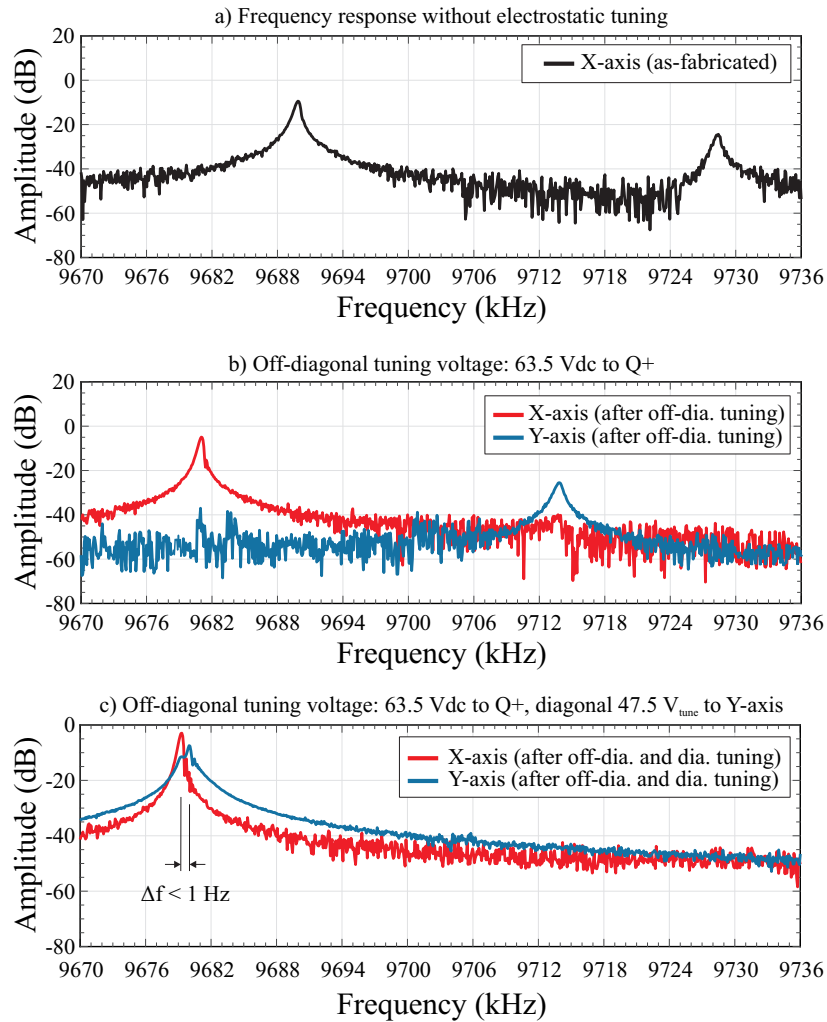 a) Frequency response without electrostatic tuning
20
0
-20
-40
-60
-80
Amplitude (dB)
X-axis (as-fabricated)
9670 9676 9682 9688 9694 9700 9706 9714 9718 9724 9730 9736
Frequency (kHz)
b) Off-diagonal tuning voltage: 63.5 Vdc to Q+
20
0
-20
-40
-60
-80
Amplitude (dB)
X-axis (after off-dia. tuning)
Y-axis (after off-dia. tuning)
9670 9676 9682 9688 9694 9700 9706 9714 9718 9724 9730 9736
Frequency (kHz)
c) Off-diagonal tuning voltage: 63.5 Vdc to Q+, diagonal 47.5 Vtune to Y-axis
0
-20
-40
-60
-80
Amplitude (dB)
X-axis (after off-dia. and dia. tuning)
Y-axis (after off-dia. and dia. tuning)
Δf < 1 Hz
9670 9676 9682 9688 9694 9700 9706 9714 9718 9724 9730 9736
Frequency (kHz)